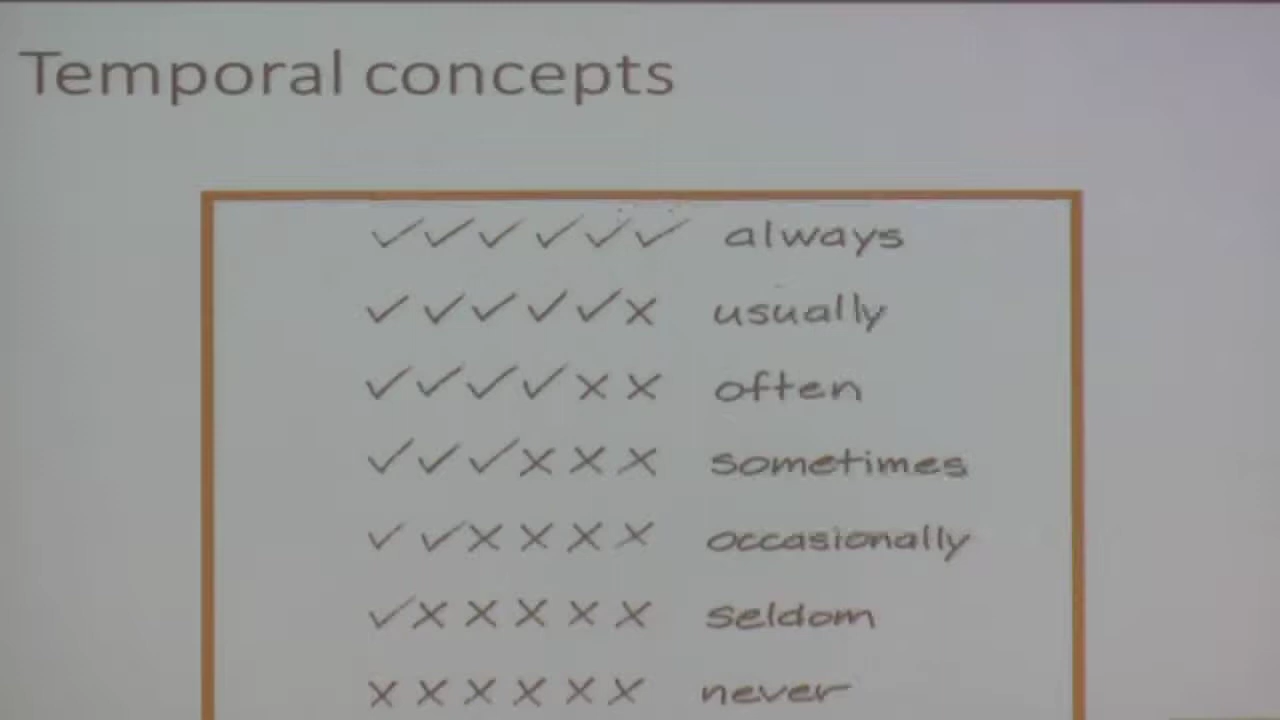 Temporal concepts
✓✓✓✓✓✓ always
✓✓✓✓✓✗ usually
✓✓✓✓✗✗ often
✓✓✓✗✗✗ sometimes
✓✓✗✗✗✗ occasionally
✓✗✗✗✗✗ seldom
✗✗✗✗✗✗ never